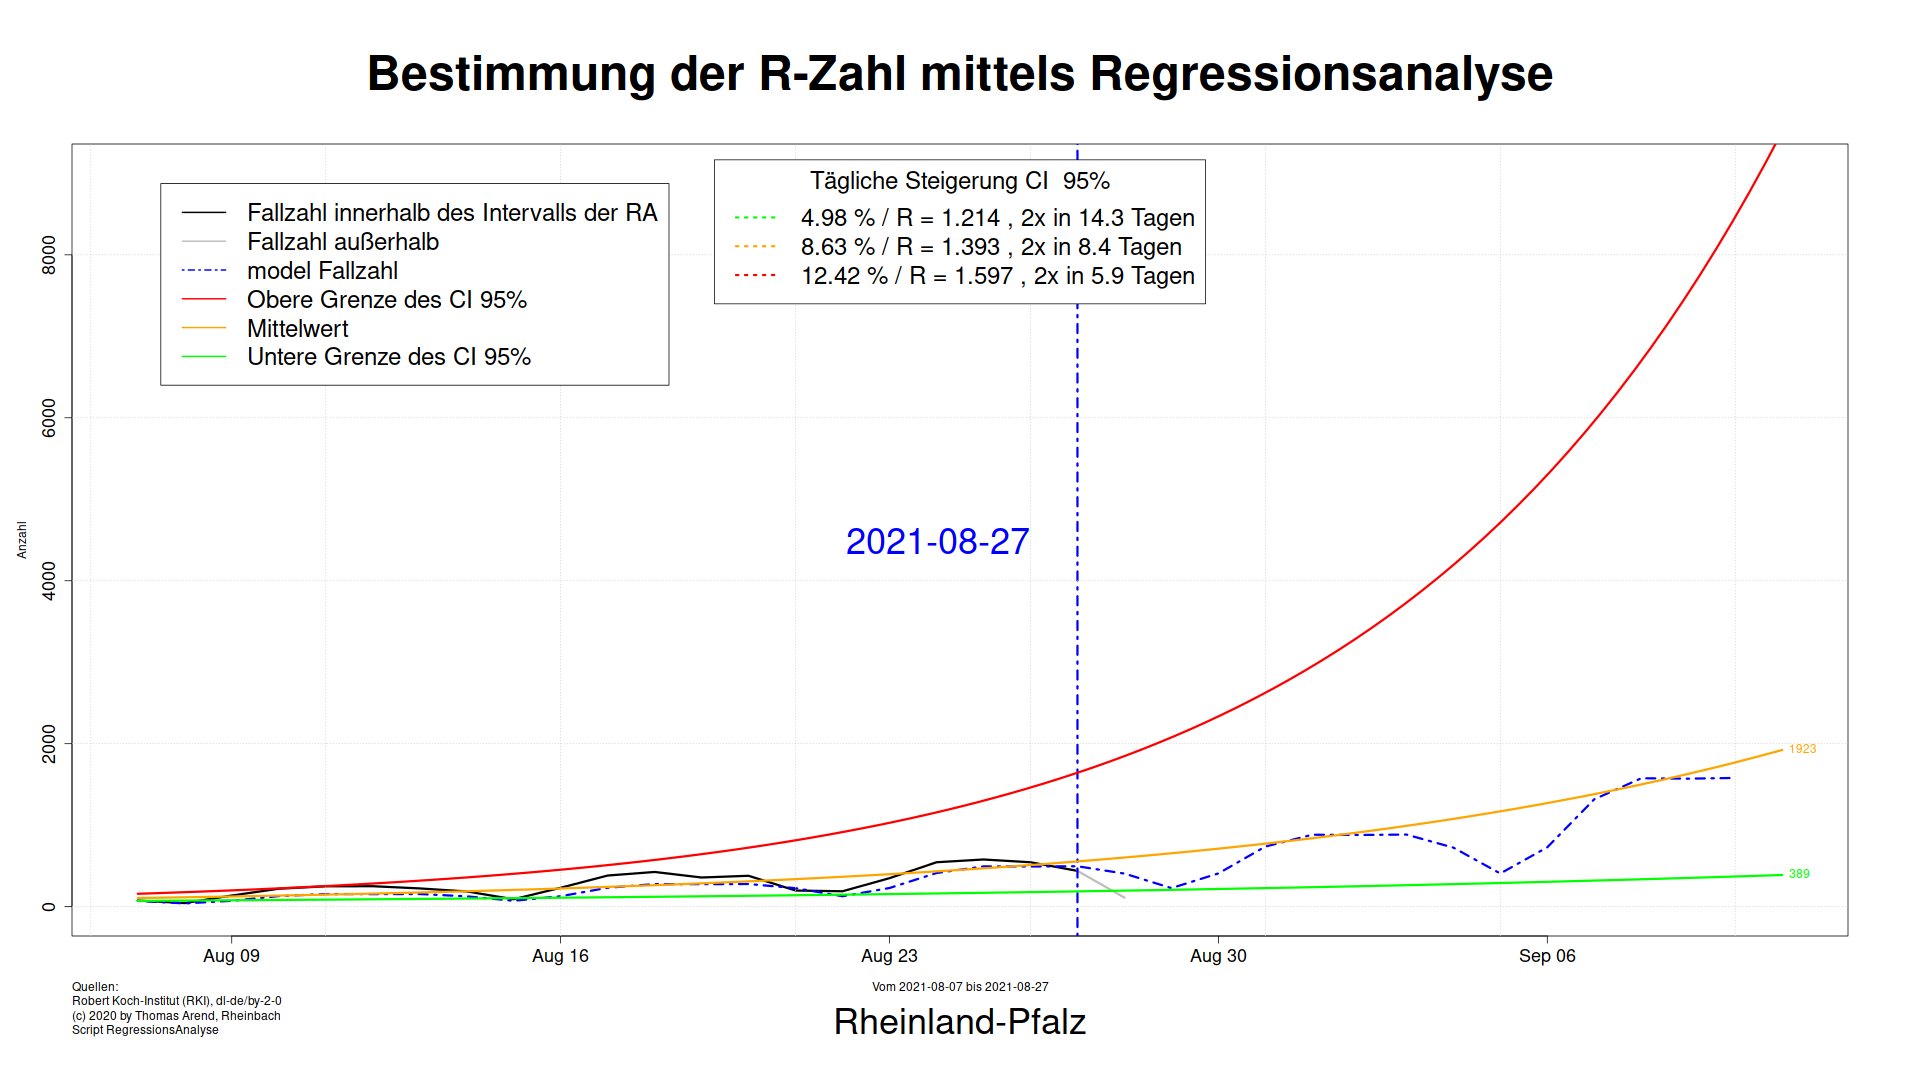 Bestimmung der R-Zahl mittels Regressionsanalyse
Fallzahl innerhalb des Intervalls der RA
Fallzahl außerhalb
model Fallzahl
Obere Grenze des CI 95%
Mittelwert
Untere Grenze des CI 95%
Tägliche Steigerung CI 95%
4.98 % / R = 1.214 , 2x in 14.3 Tagen
8.63 % / R = 1.393 , 2x in 8.4 Tagen
12.42 % / R = 1.597 , 2x in 5.9 Tagen
8000
6000
4000
2000
0
Anzahl
2021-08-27
1923
389
Aug 09
Aug 16
Aug 23
Aug 30
Sep 06
Vom 2021-08-07 bis 2021-08-27
Rheinland-Pfalz
Quellen:
Robert Koch-Institut (RKI), dl-de/by-2-0
(c) 2020 by Thomas Arend, Rheinbach
Script RegressionsAnalyse